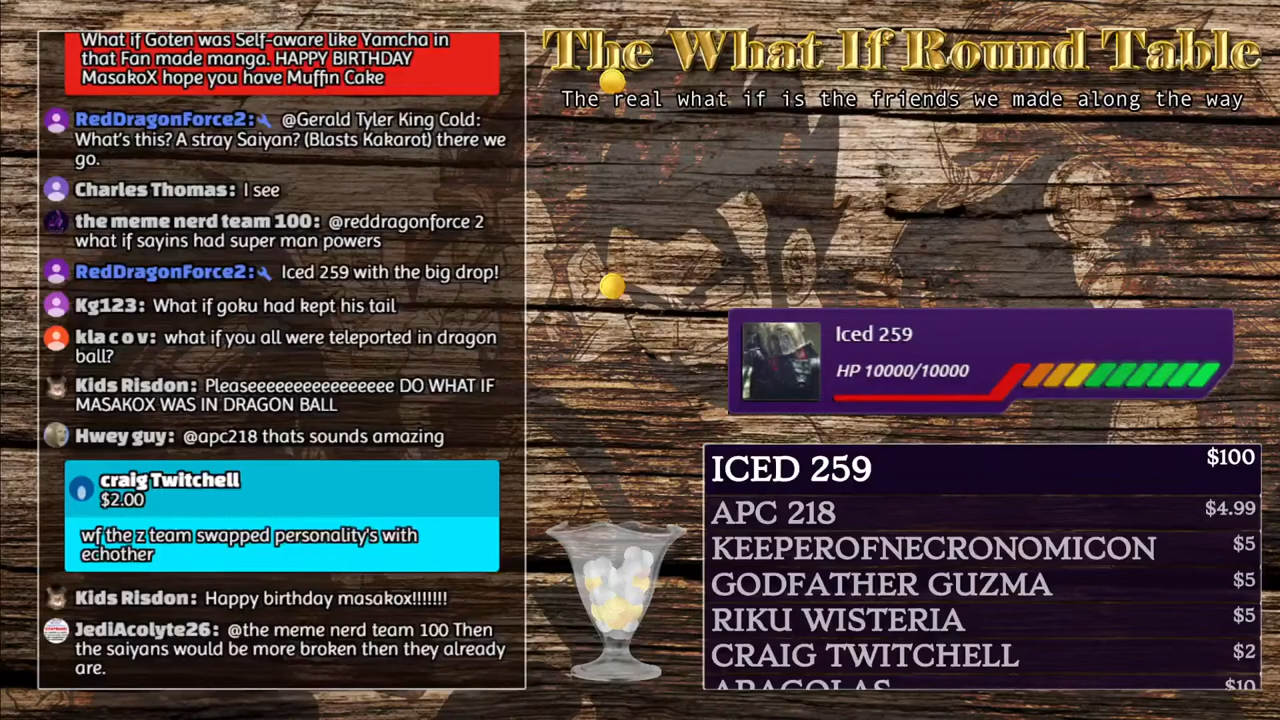 What if Goten was Self-aware like Yamcha in
that Fan made manga. HAPPY BIRTHDAY
MasakoX hope you have Muffin Cake
RedDragonForce2: @Gerald Tyler King Cold:
What's this? A stray Saiyan? (Blasts Kakarot) there we
go.
Charles Thomas: I see
the meme nerd team 100: @reddragonforce 2
what if sayins had super man powers
RedDragonForce2: Iced 259 with the big drop!
Kg123: What if goku had kept his tail
kla c o v: what if you all were teleported in dragon
ball?
Kids Risdon: Pleaseeeeeeeeeeeeeee DO WHAT IF
MASAKOX WAS IN DRAGON BALL
Hwey guy: @apc218 thats sounds amazing
craig Twitchell
$2.00
wf the z team swapped personality's with
echother
Kids Risdon: Happy birthday masakox!!!!!!!
JediAcolyte26: @the meme nerd team 100 Then
the saiyans would be more broken then they already
are.
The What If Round Table
The real what if is the friends we made along the way
Iced 259
HP 10000/10000
ICED 259 $100
APC 218 $4.99
KEEPEROFNECRONOMICON $5
GODFATHER GUZMA $5
RIKU WISTERIA $5
CRAIG TWITCHELL $2
ARAGOLAS $10